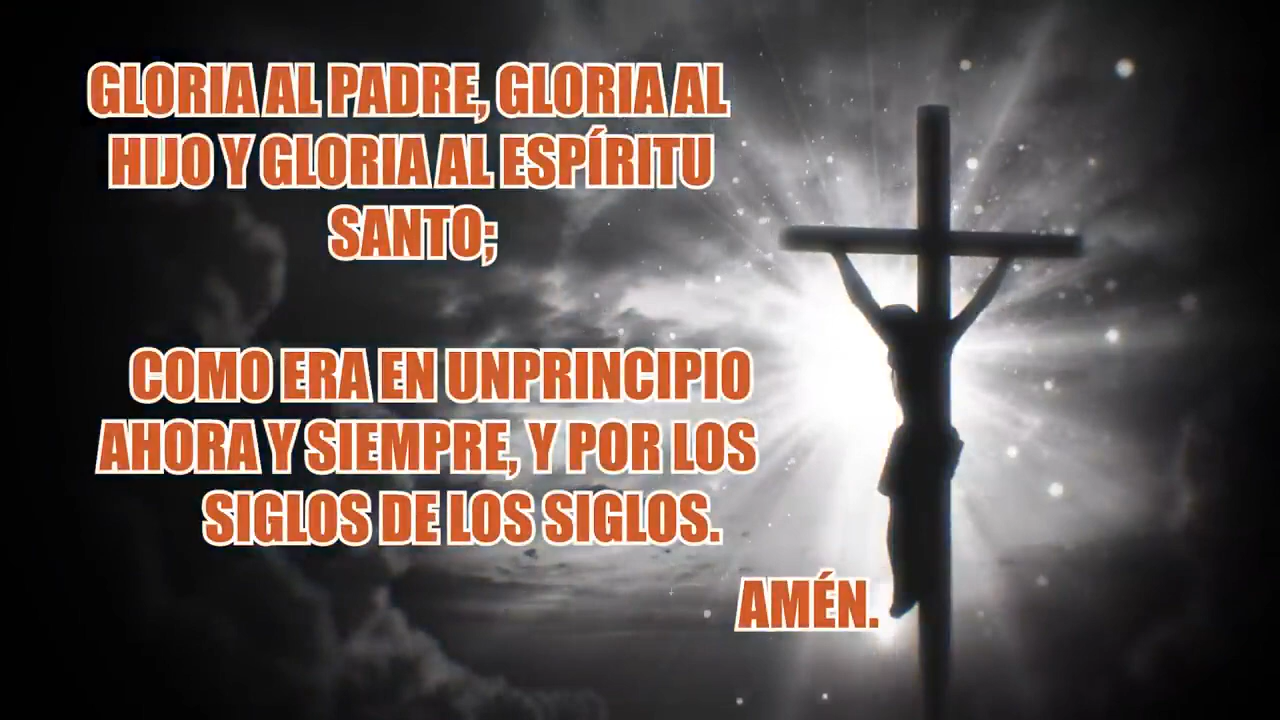 GLORIA AL PADRE, GLORIA AL
HIJO Y GLORIA AL ESPÍRITU
SANTO;
COMO ERA EN UNPRINCIPIO
AHORA Y SIEMPRE, Y POR LOS
SIGLOS DE LOS SIGLOS.
AMÉN.